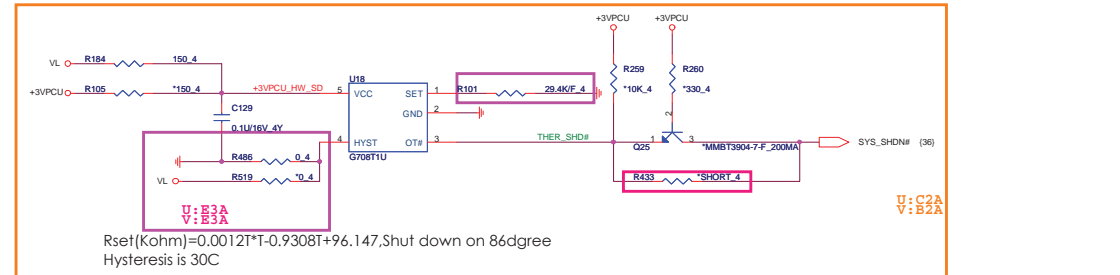 +3VPCU +3VPCU
VL R184 150_4
+3VPCU R105 *150_4 +3VPCU_HW_SD
R259 *10K_4
R260 *330_4
C129 0.1U/16V_4Y
U18
5 VCC SET 1
GND 2
4 HYST OT# 3
G708T1U
R101 29.4K/F_4
THER_SHD#
2
1 3
Q25 *MMBT3904-7-F_200MA
SYS_SHDN# {36}
R486 0_4
VL R519 *0_4
R433 *SHORT_4
U:E3A
V:E3A
U:C2A
V:B2A
Rset(Kohm)=0.0012T*T-0.9308T+96.147,Shut down on 86dgree
Hysteresis is 30C